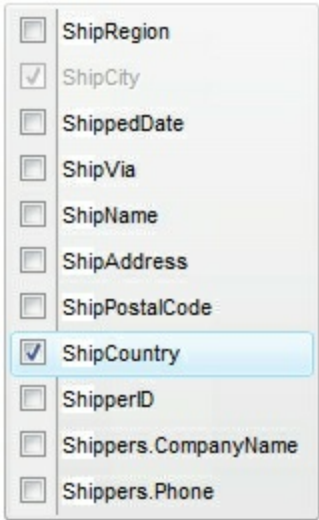 ShipRegion
ShipCity
ShippedDate
ShipVia
ShipName
ShipAddress
ShipPostalCode
ShipCountry
ShipperID
Shippers.CompanyName
Shippers.Phone